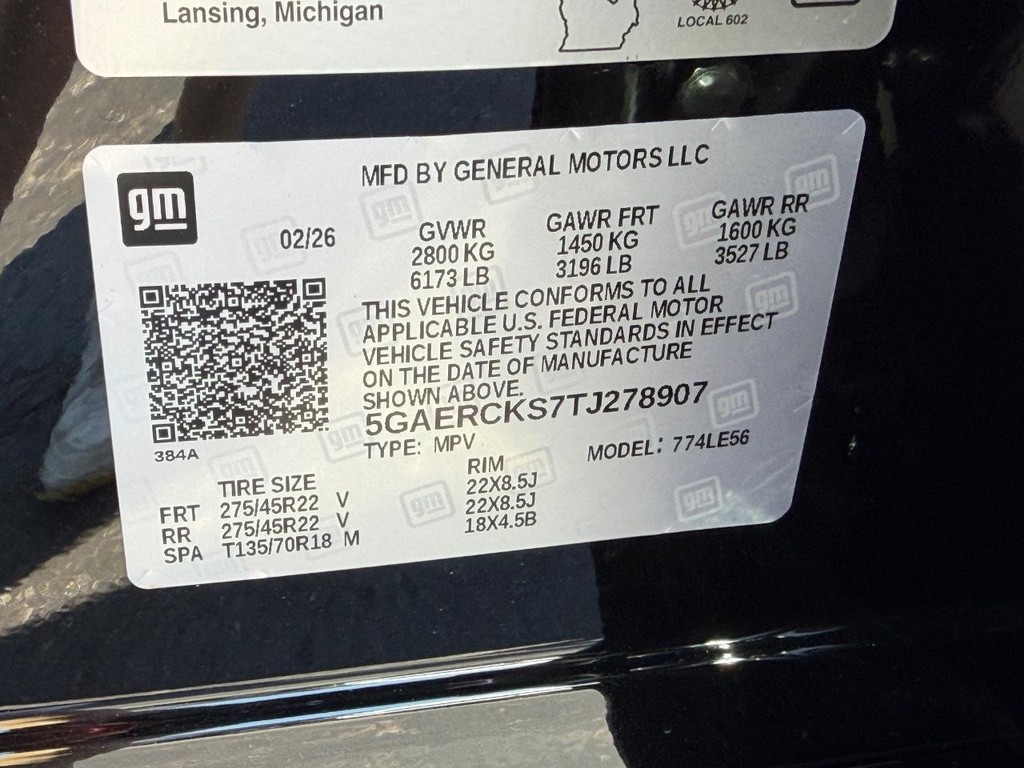 Lansing, Michigan
LOCAL 602
gm
MFD BY GENERAL MOTORS LLC
02/26
GVWR
2800 KG
6173 LB
GAWR FRT
1450 KG
3196 LB
GAWR RR
1600 KG
3527 LB
THIS VEHICLE CONFORMS TO ALL
APPLICABLE U.S. FEDERAL MOTOR
VEHICLE SAFETY STANDARDS IN EFFECT
ON THE DATE OF MANUFACTURE
SHOWN ABOVE.
5GAERCKS7TJ278907
TYPE: MPV
MODEL: 774LE56
384A
TIRE SIZE
RIM
FRT 275/45R22 V 22X8.5J
RR 275/45R22 V 22X8.5J
SPA T135/70R18 M 18X4.5B